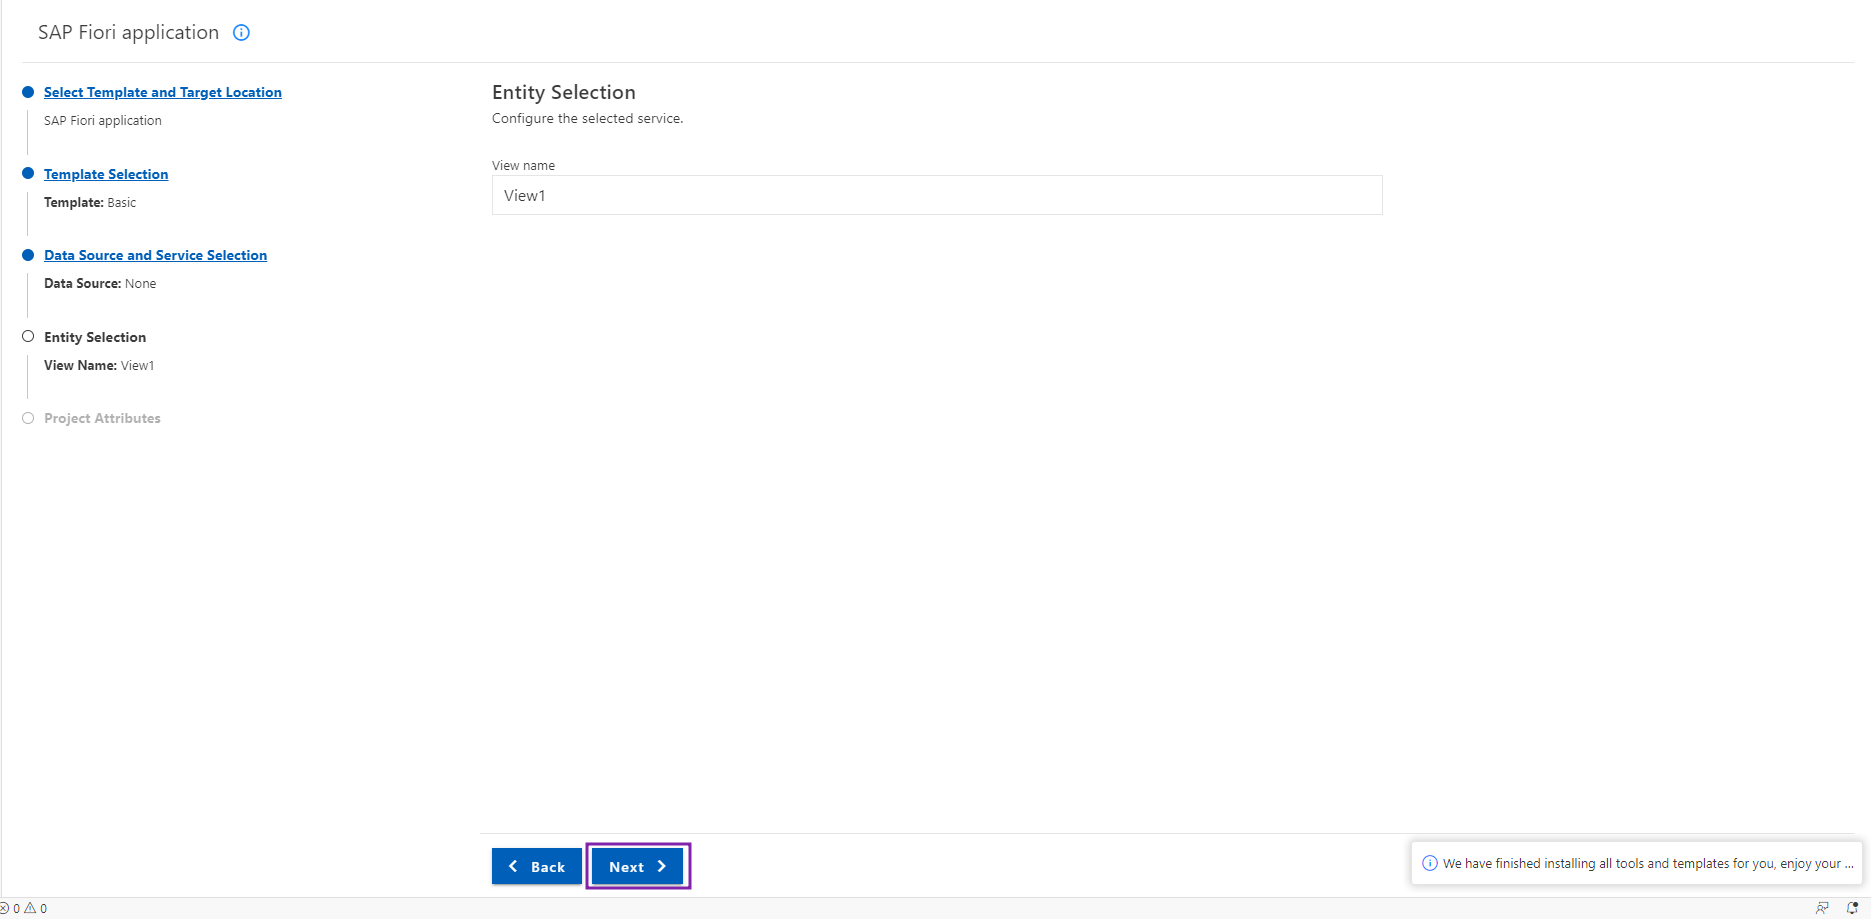 SAP Fiori application
Select Template and Target Location
SAP Fiori application
Template Selection
Template: Basic
Data Source and Service Selection
Data Source: None
Entity Selection
View Name: View1
Project Attributes
Entity Selection
Configure the selected service.
View name
View1
Back
Next
We have finished installing all tools and templates for you, enjoy your ...
0 0